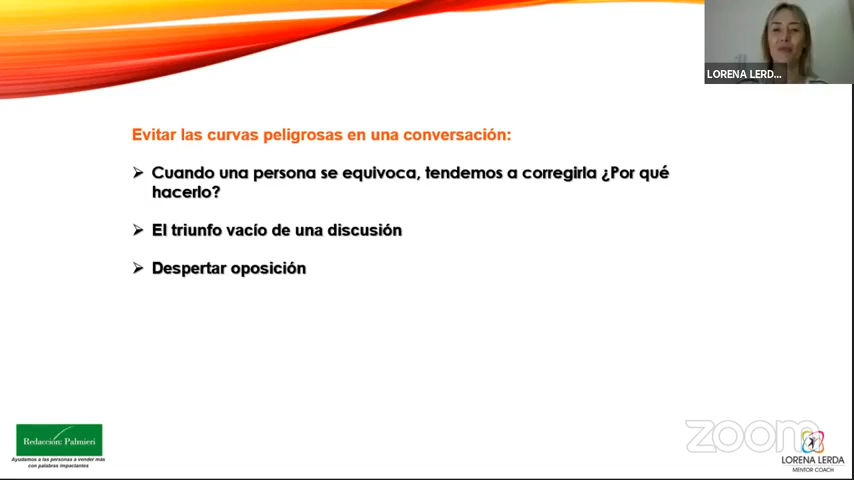 LORENA LERD...
Evitar las curvas peligrosas en una conversación:
Cuando una persona se equivoca, tendemos a corregirla ¿Por qué
hacerlo?
El triunfo vacío de una discusión
Despertar oposición
Redacción: Palmieri
Ayudamos a las personas a vender más
con palabras impactantes
zoom
LORENA LERDA
MENTOR COACH